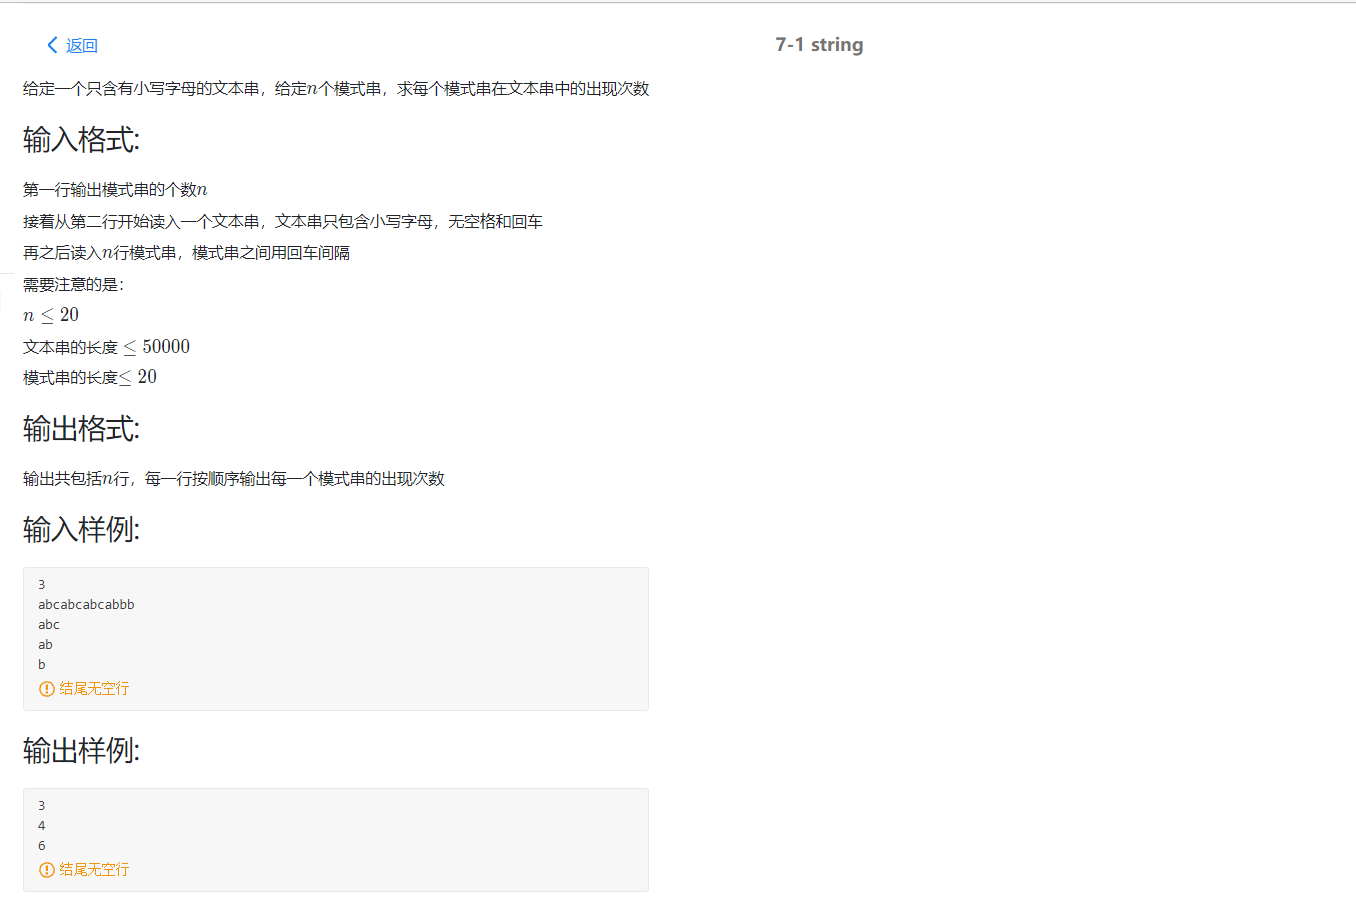 返回
7-1 string
给定一个只含有小写字母的文本串，给定n个模式串，求每个模式串在文本串中的出现次数
输入格式:
第一行输出模式串的个数n
接着从第二行开始读入一个文本串，文本串只包含小写字母，无空格和回车
再之后读入n行模式串，模式串之间用回车间隔
需要注意的是：
n ≤ 20
文本串的长度 ≤ 50000
模式串的长度≤ 20
输出格式:
输出共包括n行，每一行按顺序输出每一个模式串的出现次数
输入样例:
3
abcabcabcabbb
abc
ab
b
结尾无空行
输出样例:
3
4
6
结尾无空行